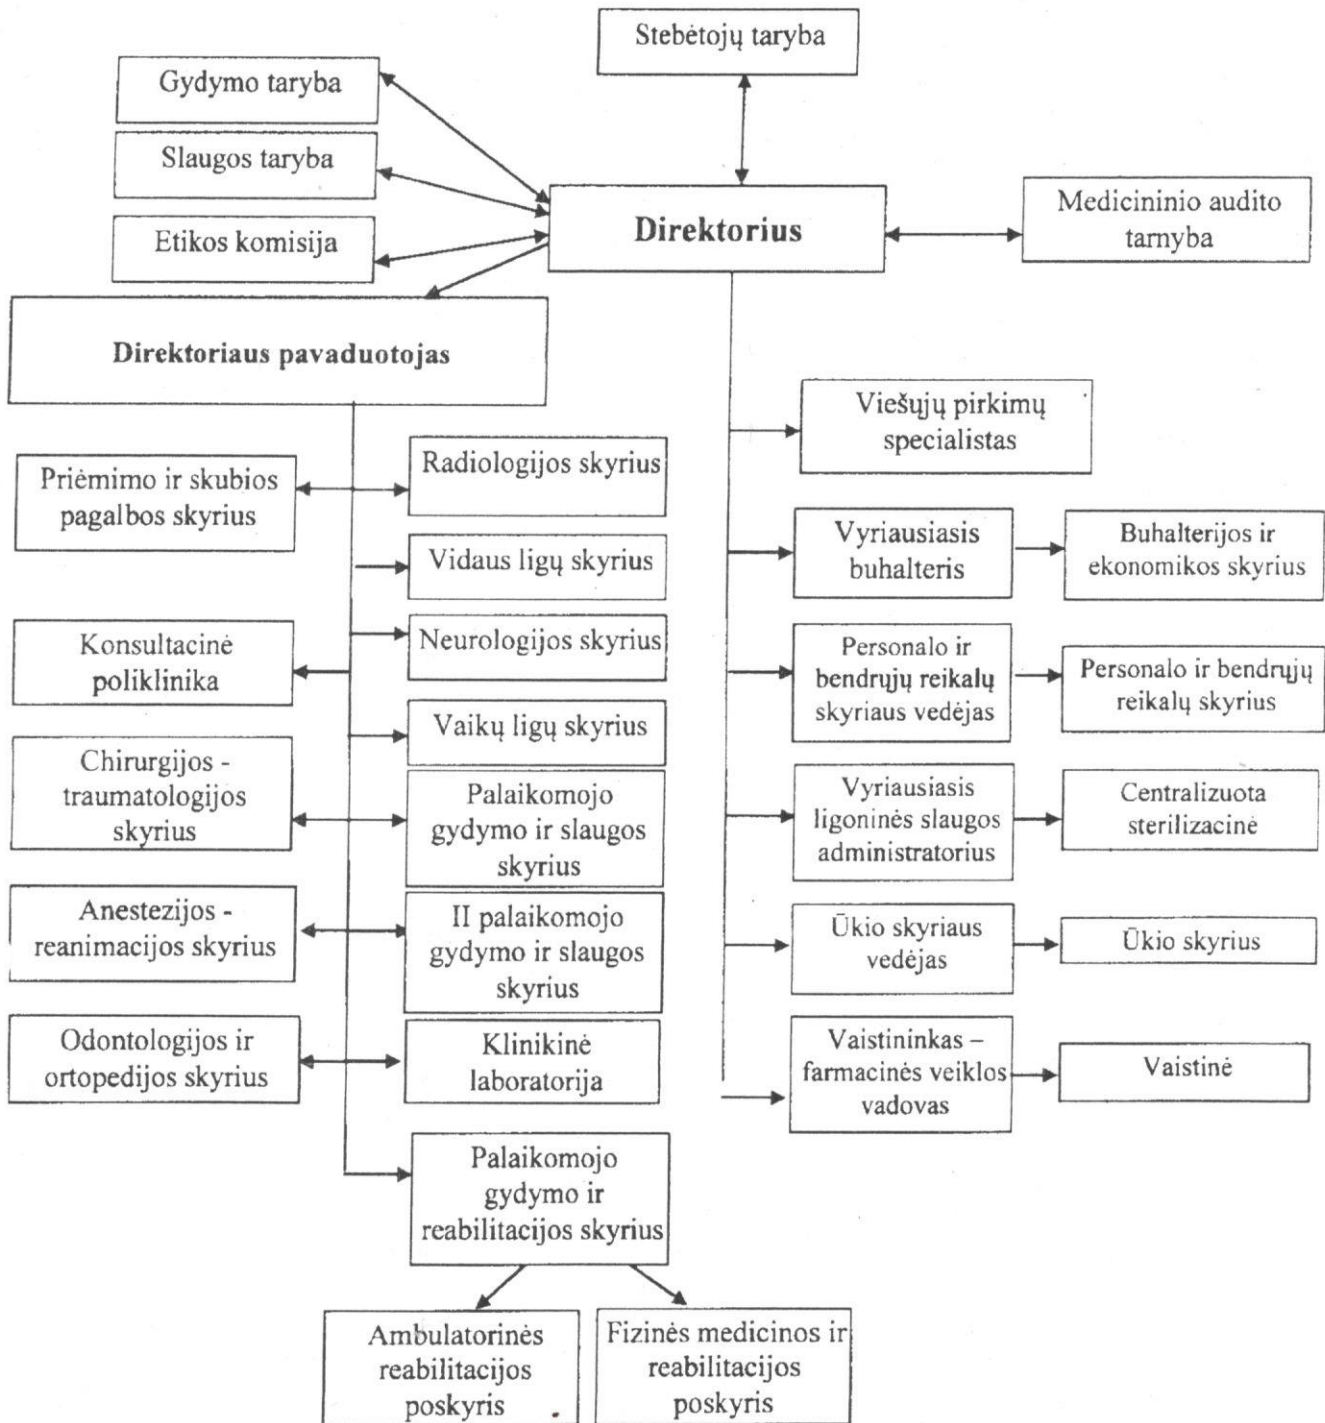 Stebėtojų taryba
Gydymo taryba
Slaugos taryba
Etikos komisija
Direktorius
Medicininio audito
tarnyba
Direktoriaus pavaduotojas
Viešųjų pirkimų
specialistas
Priėmimo ir skubios
pagalbos skyrius
Radiologijos skyrius
Vidaus ligų skyrius
Neurologijos skyrius
Konsultacinė
poliklinika
Vaikų ligų skyrius
Chirurgijos -
traumatologijos
skyrius
Palaikomojo
gydymo ir slaugos
skyrius
Anestezijos -
reanimacijos skyrius
II palaikomojo
gydymo ir slaugos
skyrius
Odontologijos ir
ortopedijos skyrius
Klinikinė
laboratorija
Palaikomojo
gydymo ir
reabilitacijos skyrius
Ambulatorinės
reabilitacijos
poskyris
Fizinės medicinos ir
reabilitacijos
poskyris
Vyriausiasis
buhalteris
Buhalterijos ir
ekonomikos skyrius
Personalo ir
bendrųjų reikalų
skyriaus vedėjas
Personalo ir bendrųjų
reikalų skyrius
Vyriausiasis
ligoninės slaugos
administratorius
Centralizuota
sterilizacinė
Ūkio skyriaus
vedėjas
Ūkio skyrius
Vaistininkas –
farmacinės veiklos
vadovas
Vaistinė